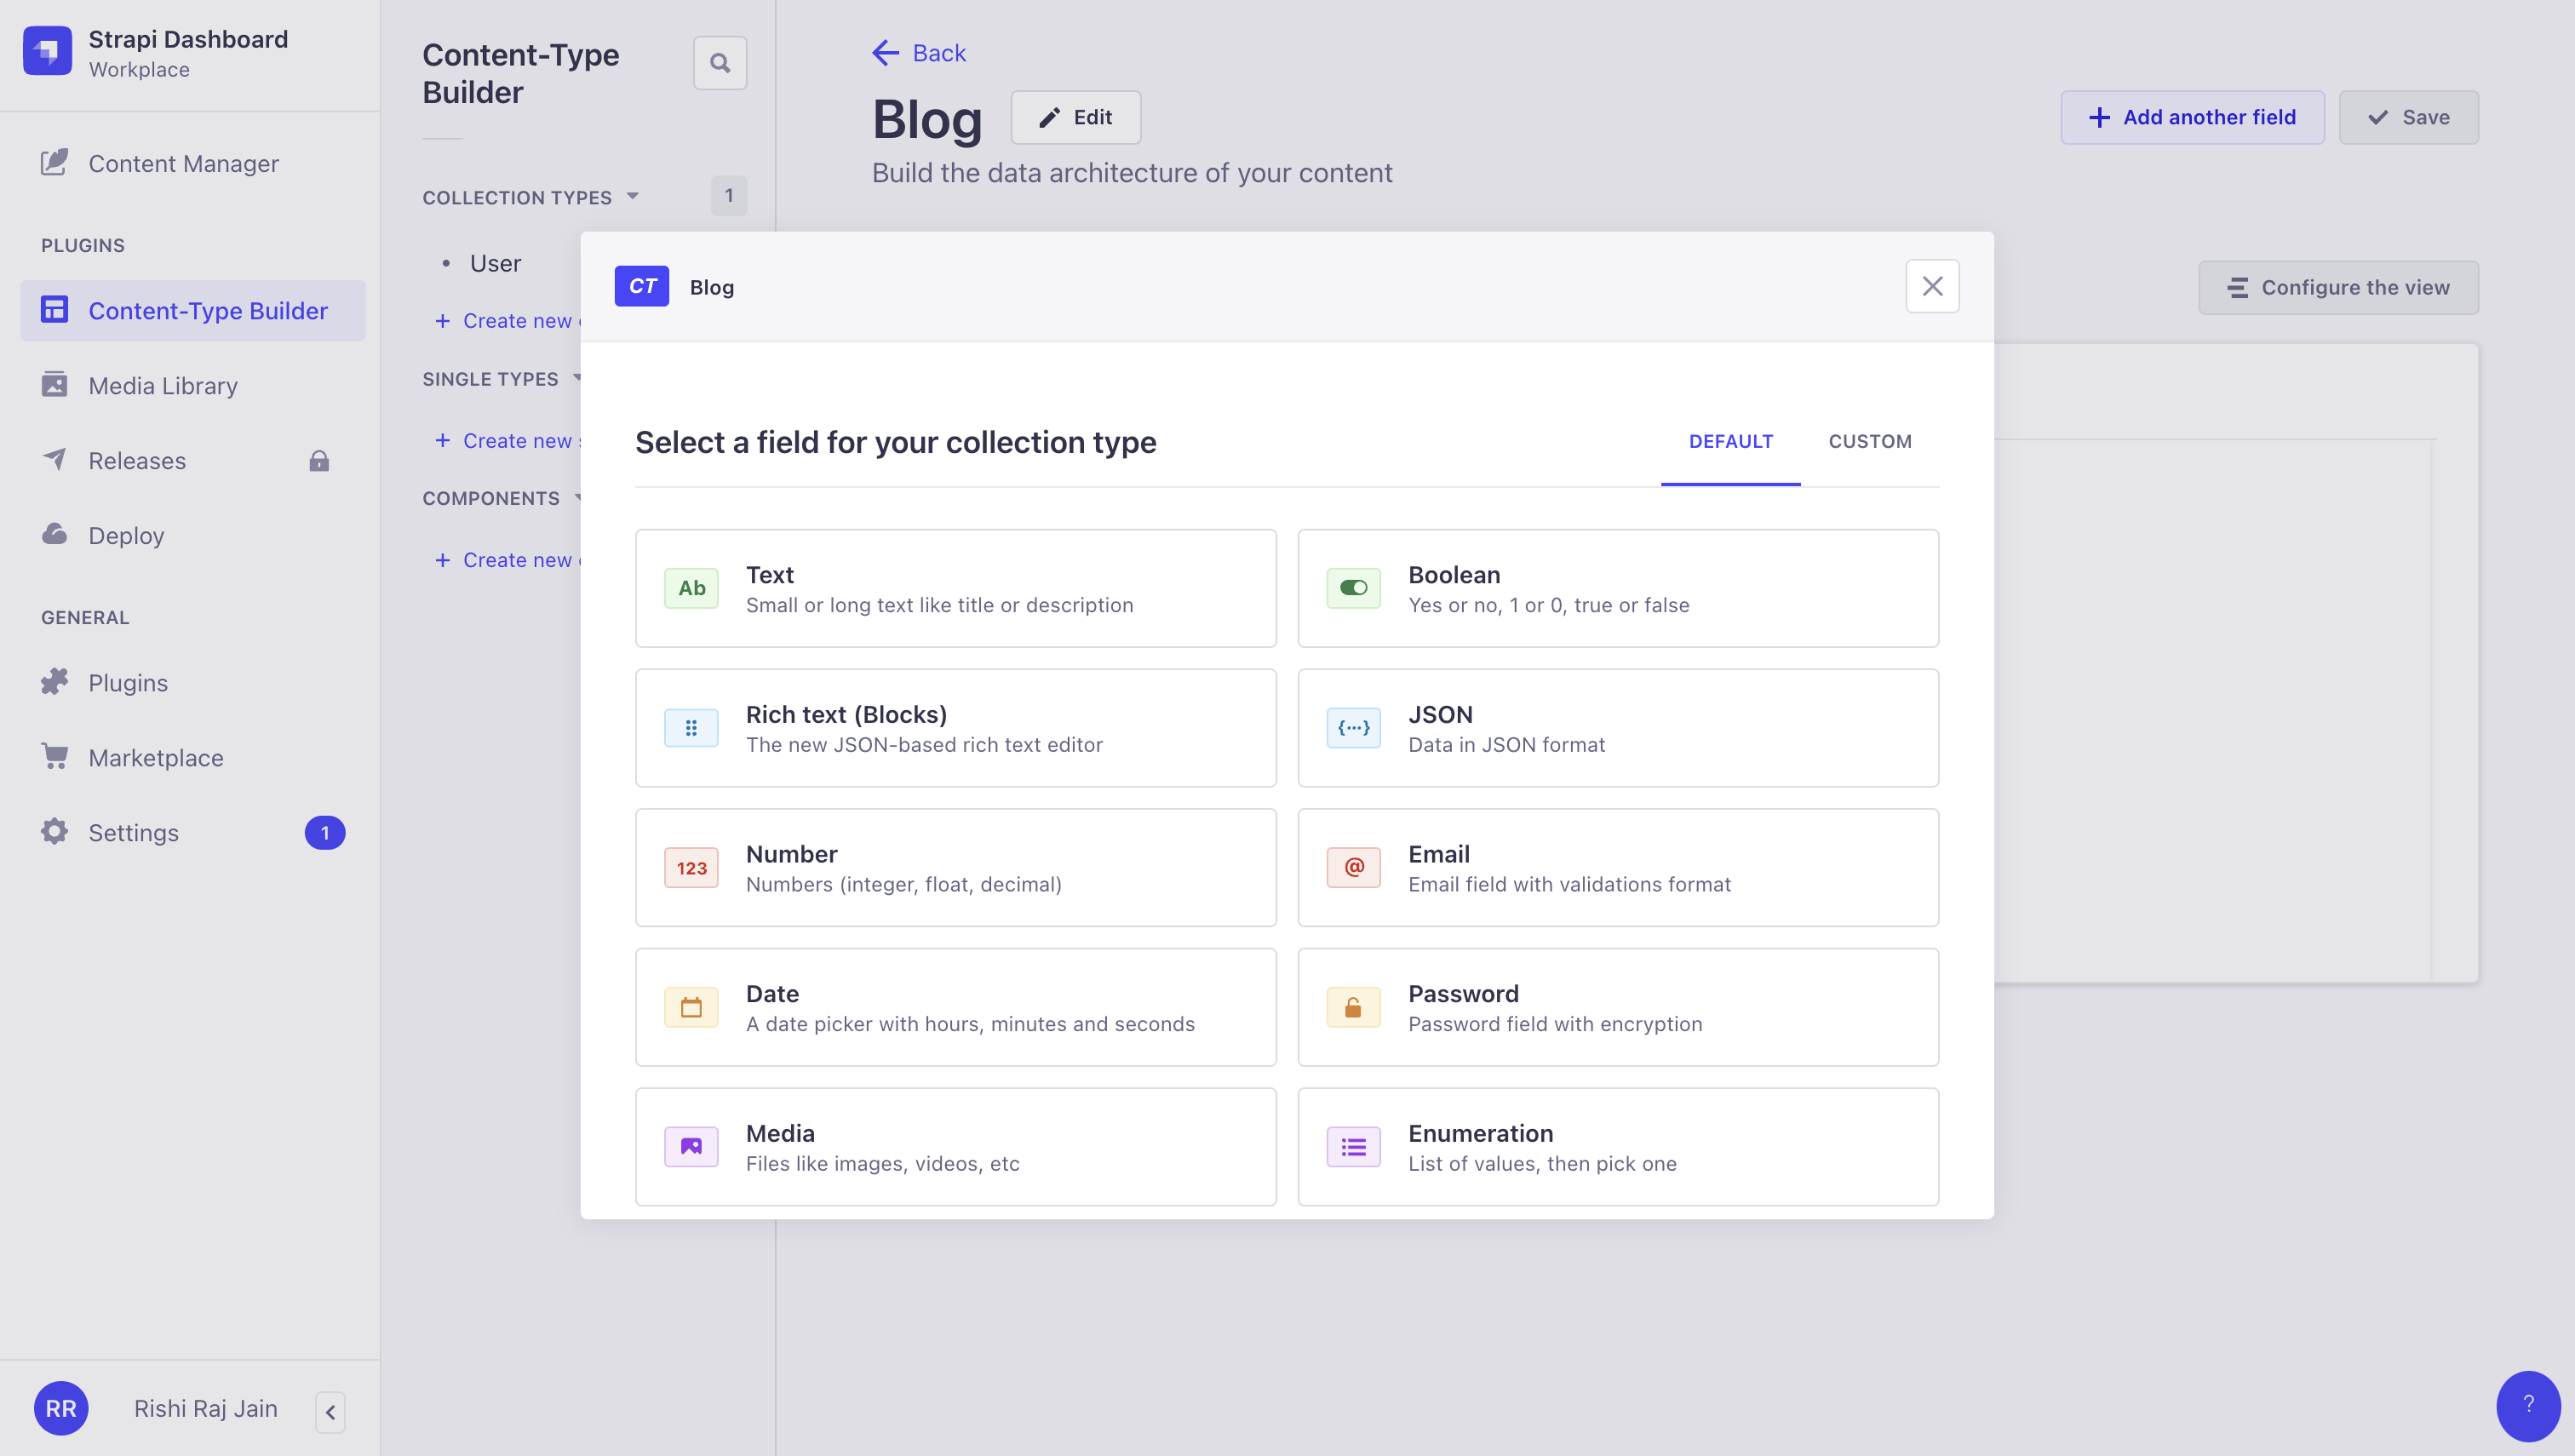 Strapi Dashboard
Workplace
Content Manager
PLUGINS
Content-Type Builder
Media Library
Releases
Deploy
GENERAL
Plugins
Marketplace
Settings
1
RR
Rishi Raj Jain
Content-Type
Builder
COLLECTION TYPES
1
User
Create new
SINGLE TYPES
Create new
COMPONENTS
Create new
Back
Blog
Edit
Add another field
Save
Build the data architecture of your content
Configure the view
CT
Blog
Select a field for your collection type
DEFAULT
CUSTOM
Ab
Text
Small or long text like title or description
Boolean
Yes or no, 1 or 0, true or false
Rich text (Blocks)
The new JSON-based rich text editor
{···}
JSON
Data in JSON format
123
Number
Numbers (integer, float, decimal)
@
Email
Email field with validations format
Date
A date picker with hours, minutes and seconds
Password
Password field with encryption
Media
Files like images, videos, etc
Enumeration
List of values, then pick one
?